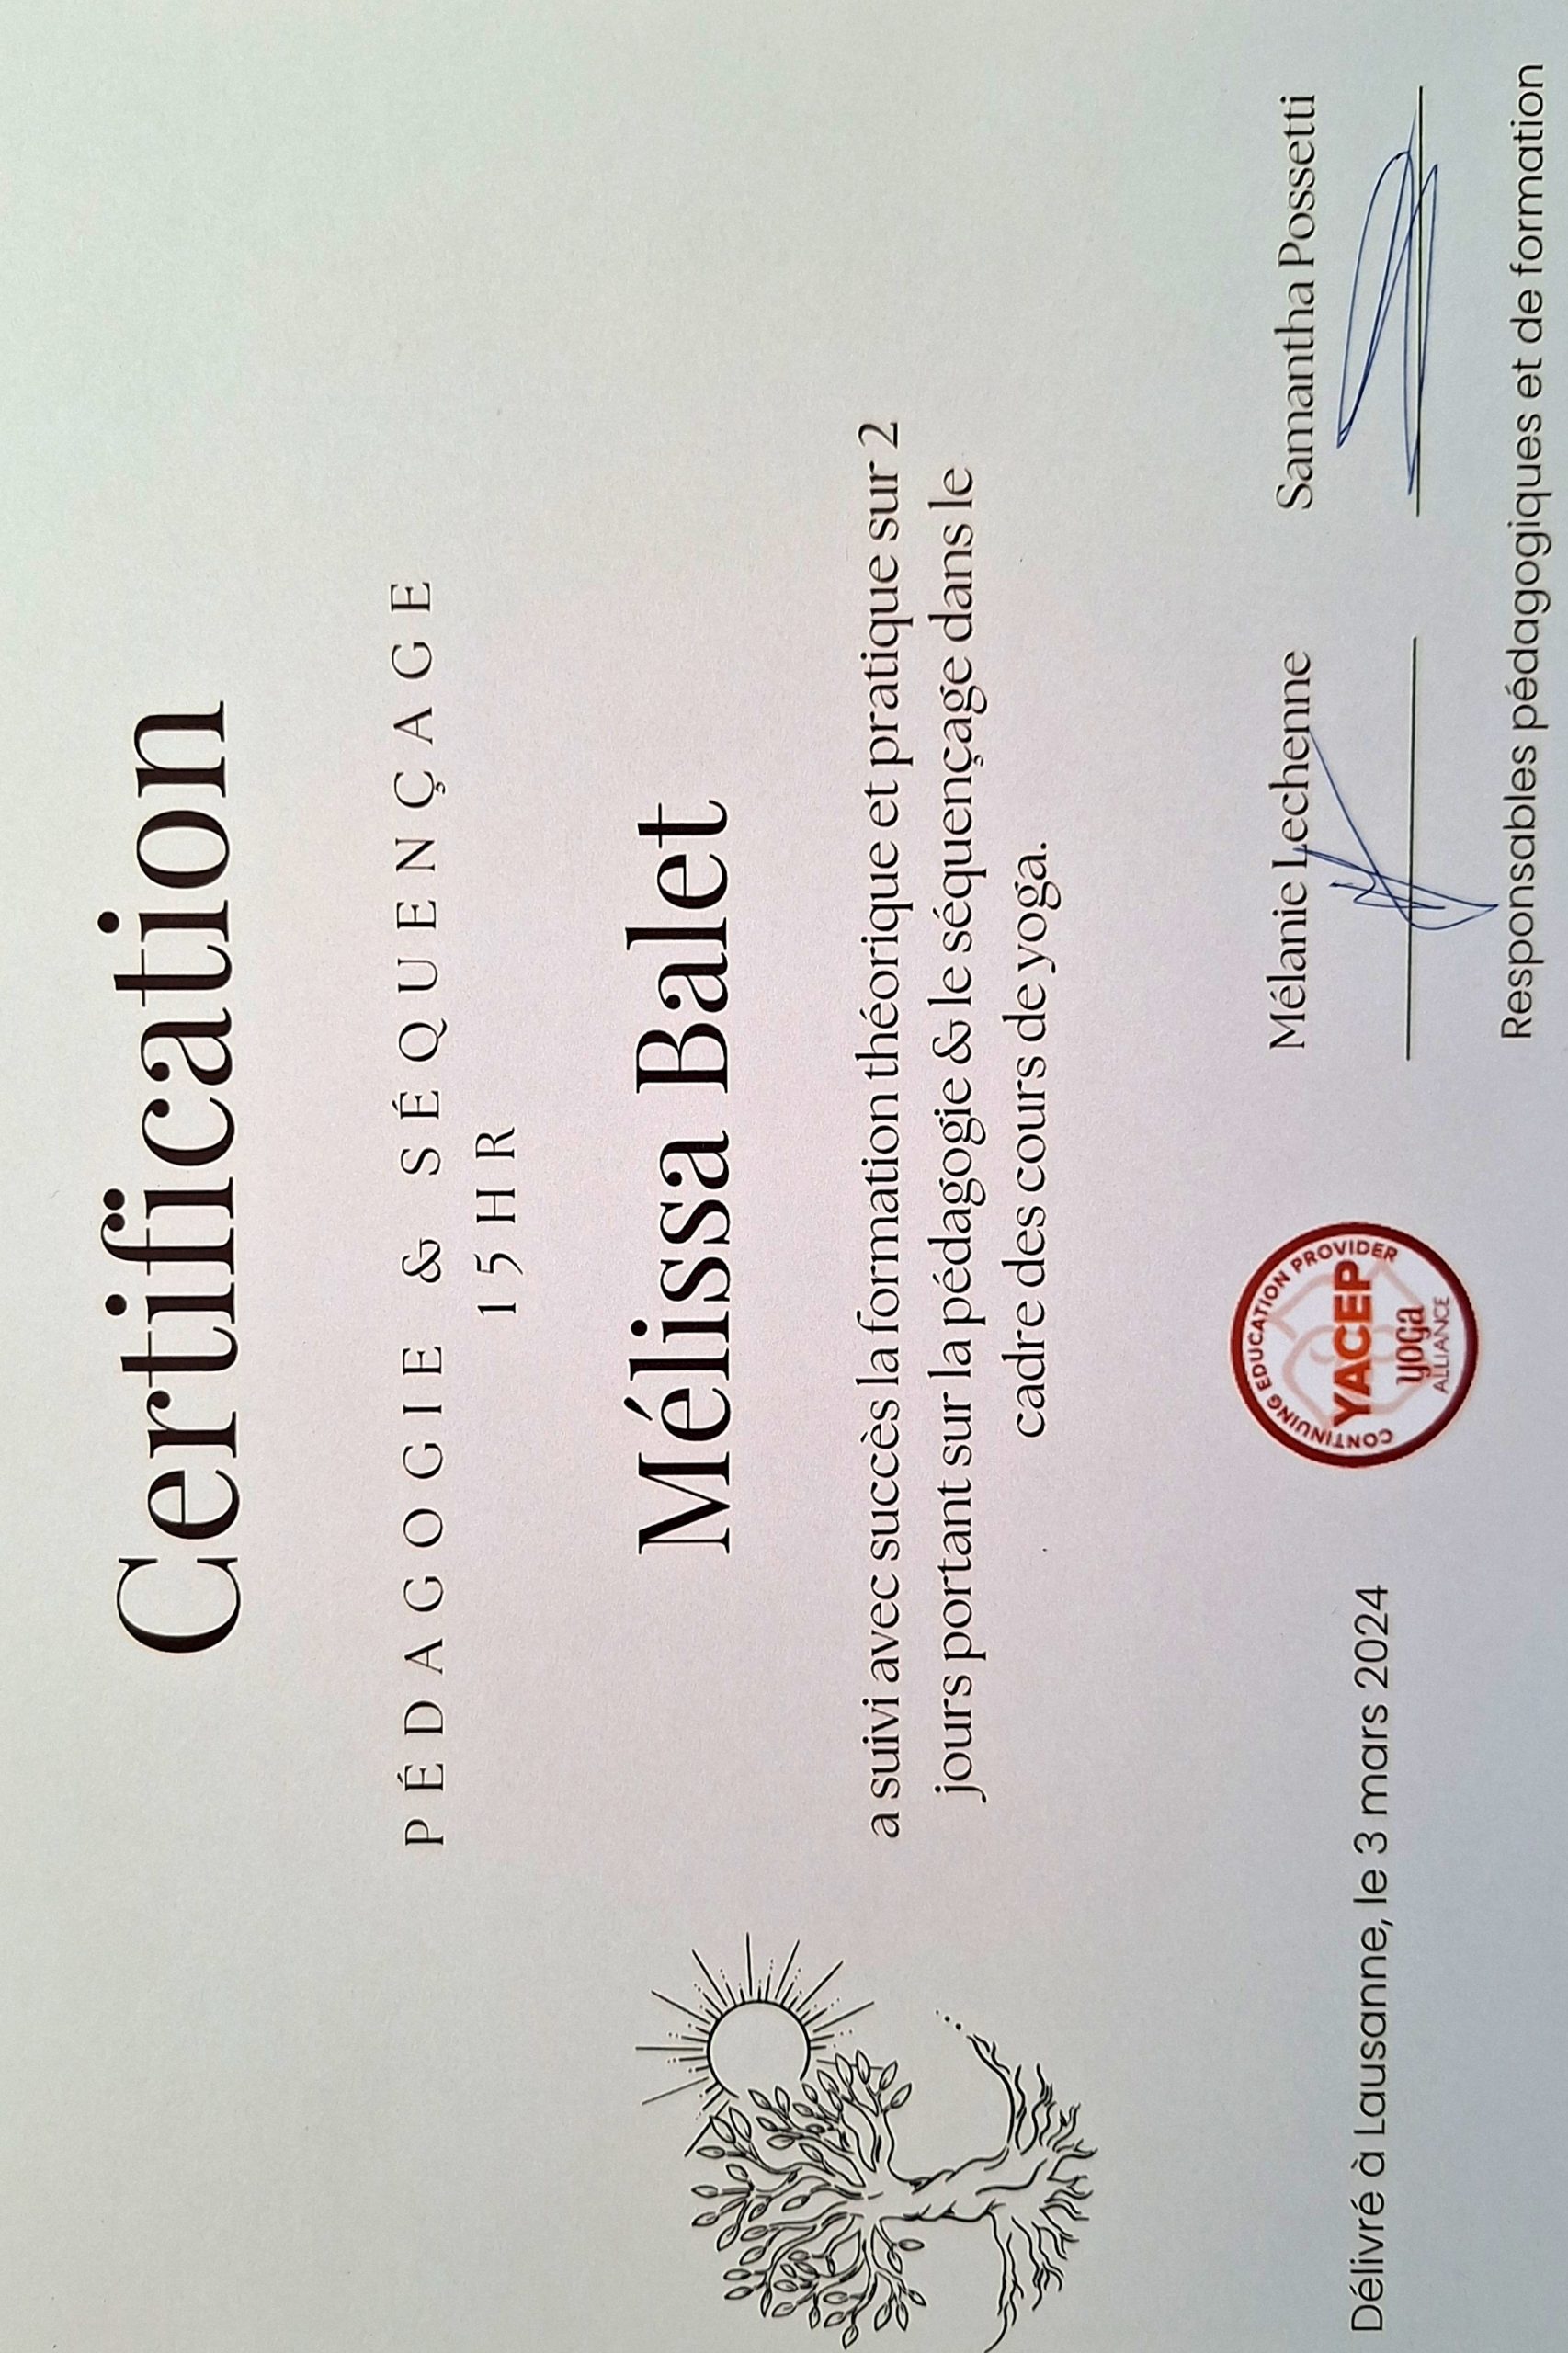 Certification
PÉDAGOGIE & SÉQUENÇAGE
15HR
Mélissa Balet
a suivi avec succès la formation théorique et pratique sur 2
jours portant sur la pédagogie & le séquençage dans le
cadre des cours de yoga.
Délivré à Lausanne, le 3 mars 2024
CONTINUING EDUCATION PROVIDER
YACEP
yoga
ALLIANCE
Mélanie Lechenne
Samantha Possetti
Responsables pédagogiques et de formation